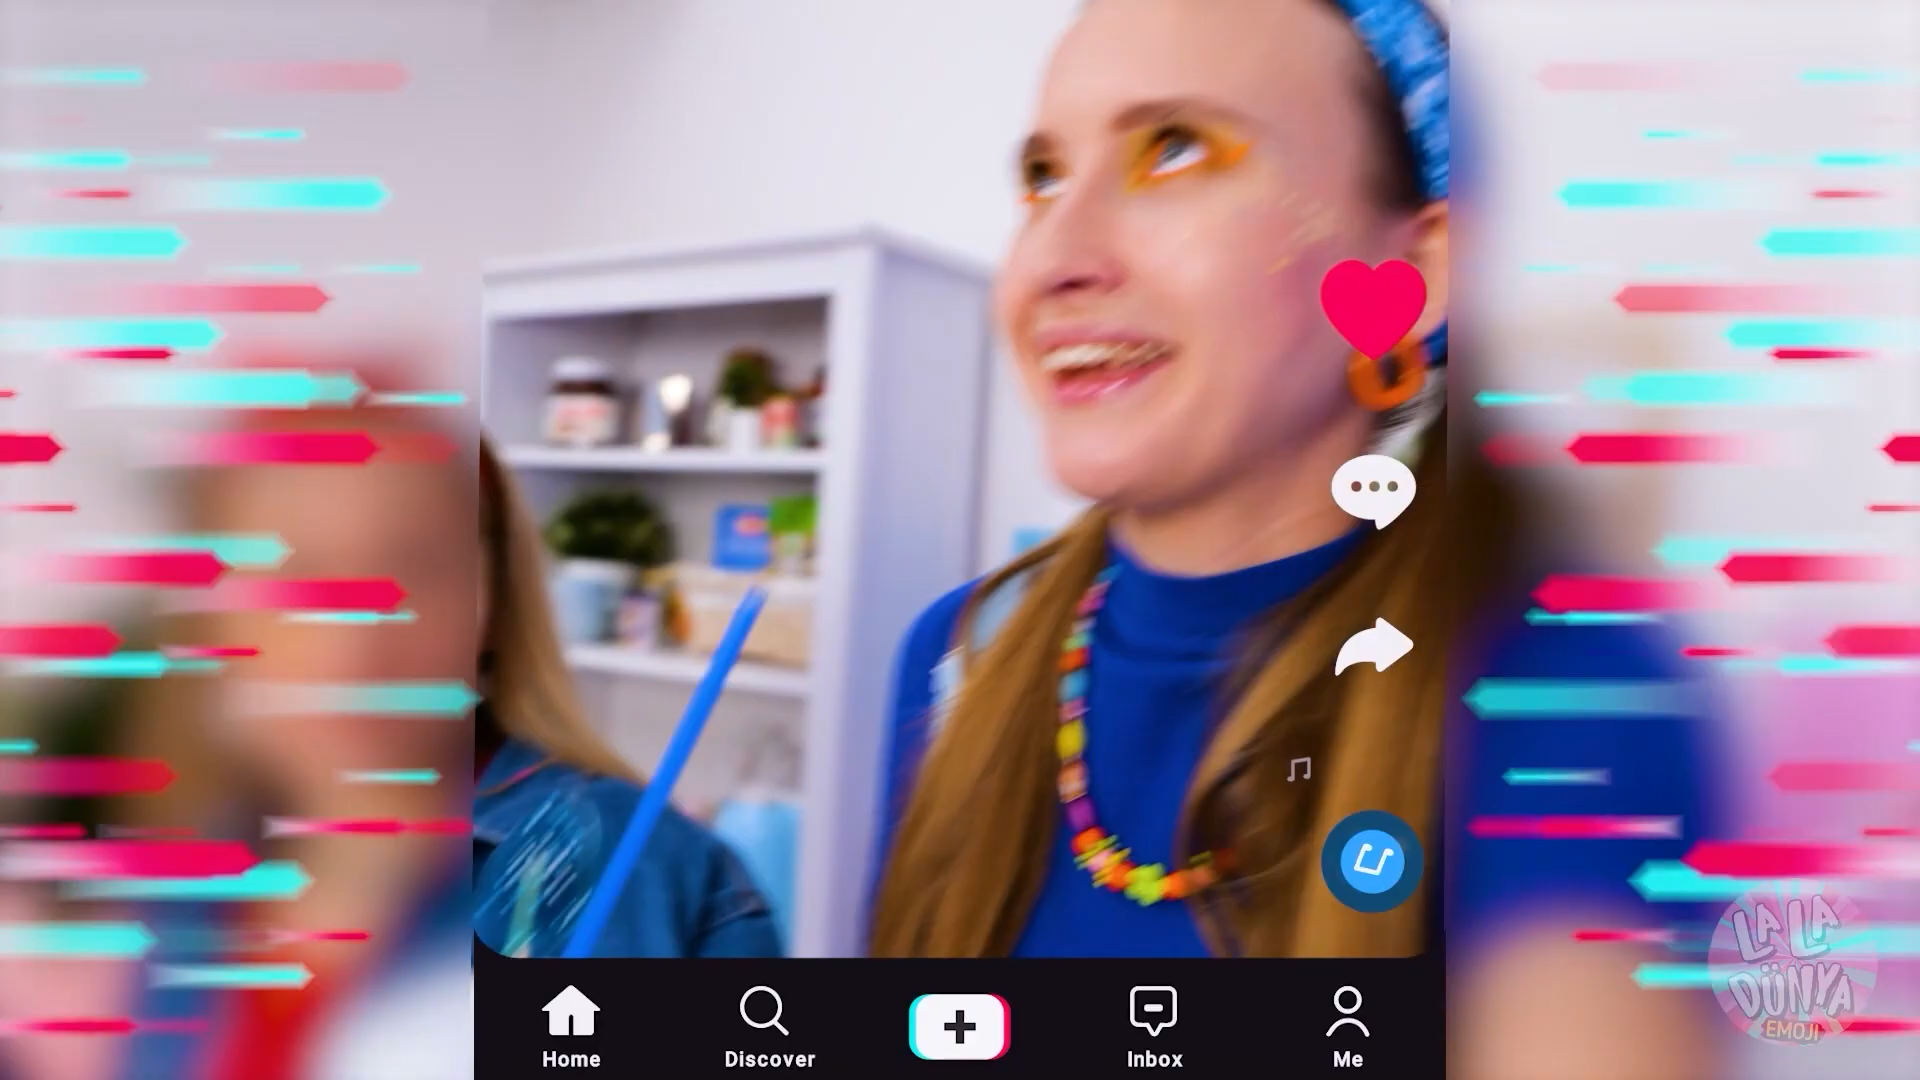 Home
Discover
Inbox
Me
LA LA
DÜNYA
EMOJI